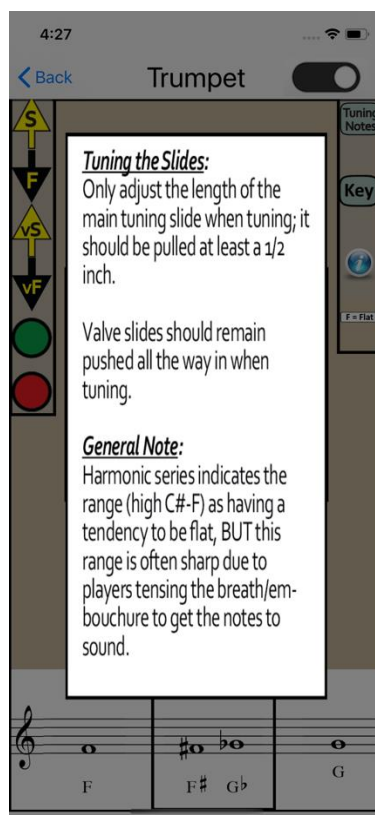 4:27
Back
Trumpet
S
F
vS
vF
Tuning
Notes
Key
i
F = Flat
Tuning the Slides:
Only adjust the length of the
main tuning slide when tuning; it
should be pulled at least a 1/2
inch.
Valve slides should remain
pushed all the way in when
tuning.
General Note:
Harmonic series indicates the
range (high C#-F) as having a
tendency to be flat, BUT this
range is often sharp due to
players tensing the breath/em-
bouchure to get the notes to
sound.
F
F♯ G♭
G